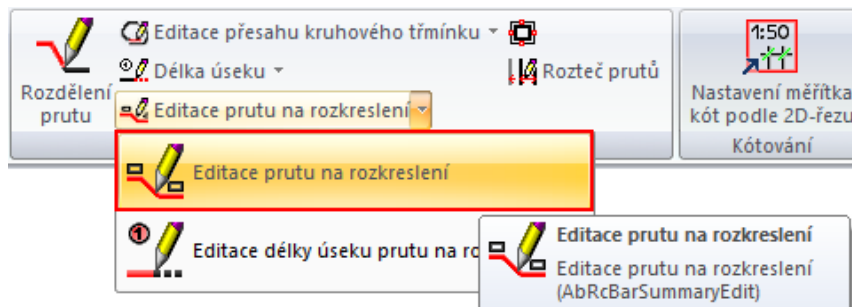 Rozdělení
prutu
Editace přesahu kruhového třmínku
Délka úseku
Editace prutu na rozkreslení
Rozteč prutů
1:50
Nastavení měřítka
kót podle 2D-řezu
Kótování
Editace prutu na rozkreslení
1
Editace délky úseku prutu na
Editace prutu na rozkreslení
Editace prutu na rozkreslení
(AbRcBarSummaryEdit)